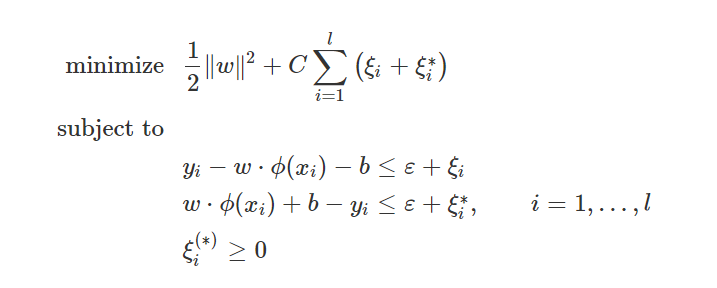 minimize $\frac{1}{2}\|w\|^2 + C\sum_{i=1}^{l}(\xi_i + \xi_i^*)$
subject to
$y_i - w \cdot \phi(x_i) - b \leq \varepsilon + \xi_i$
$w \cdot \phi(x_i) + b - y_i \leq \varepsilon + \xi_i^*, \quad i = 1, \ldots, l$
$\xi_i^{(*)} \geq 0$